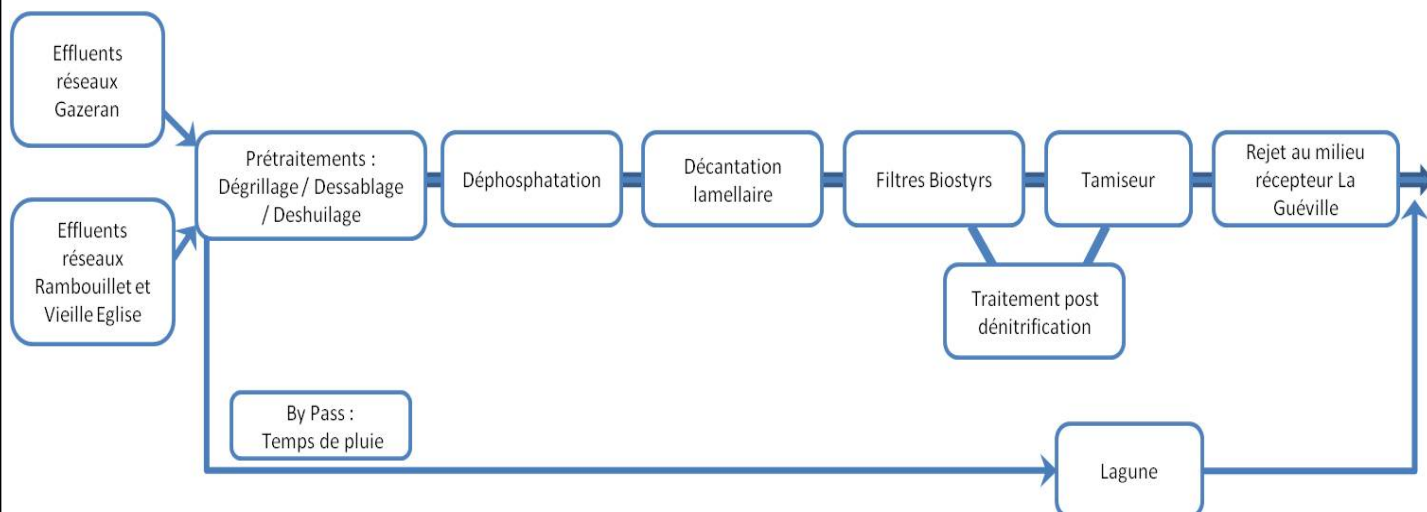 Effluents
réseaux
Gazeran
Effluents
réseaux
Rambouillet et
Vieille Eglise
Prétraitements :
Dégrillage / Dessablage
/ Deshuilage
Déphosphatation
Décantation
lamellaire
Filtres Biostyrs
Tamiseur
Rejet au milieu
récepteur La
Guéville
Traitement post
dénitrification
By Pass :
Temps de pluie
Lagune